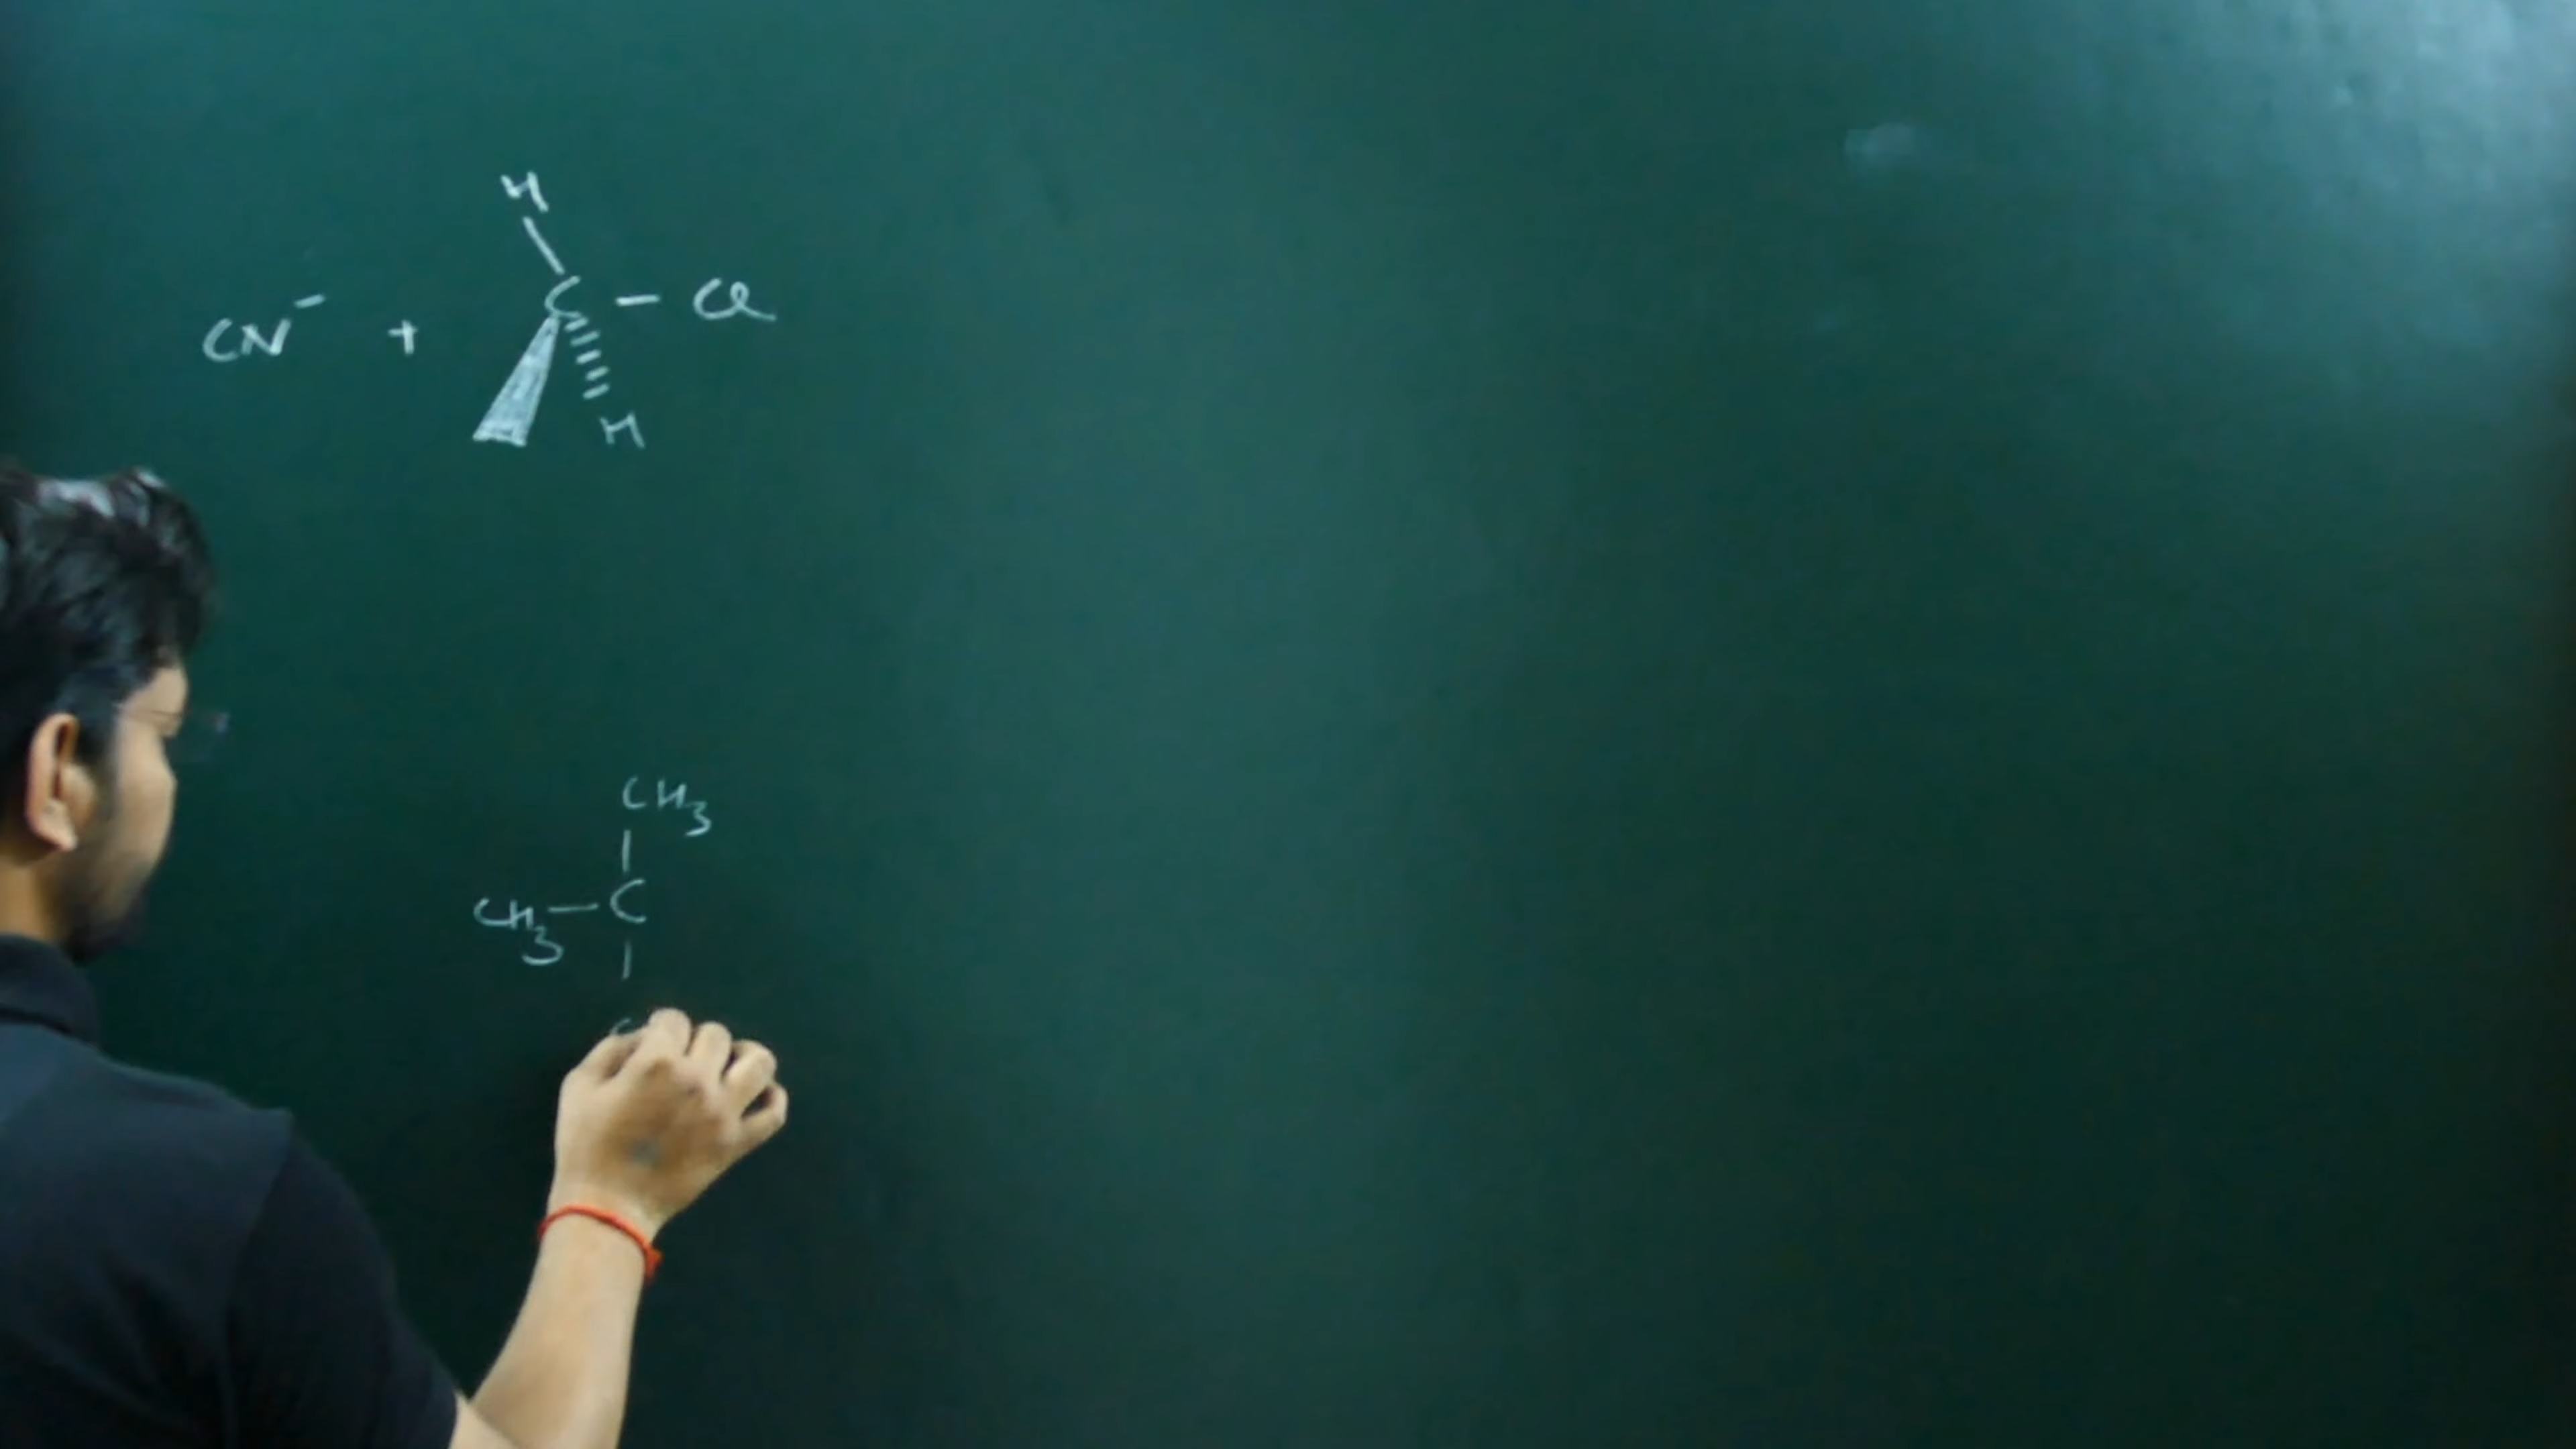 H
CN⁻ + C - Cl
H
CH₃
|
CH₃ - C
|
C